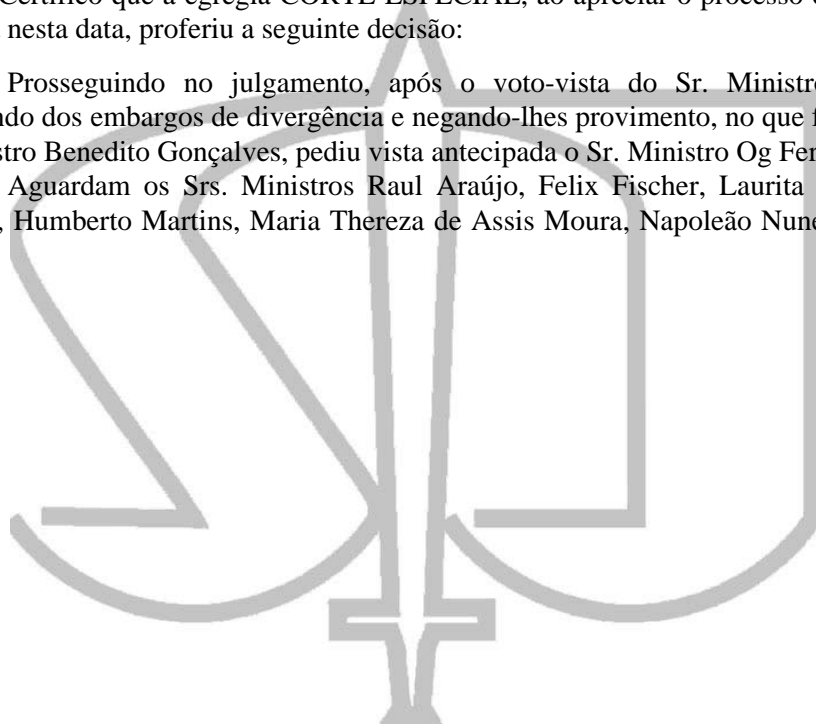 Certifico que a egrégia CORTE ESPECIAL, ao apreciar o processo
nesta data, proferiu a seguinte decisão:
Prosseguindo no julgamento, após o voto-vista do Sr. Ministro
ndo dos embargos de divergência e negando-lhes provimento, no que f
stro Benedito Gonçalves, pediu vista antecipada o Sr. Ministro Og Fer
Aguardam os Srs. Ministros Raul Araújo, Felix Fischer, Laurita
, Humberto Martins, Maria Thereza de Assis Moura, Napoleão Nune